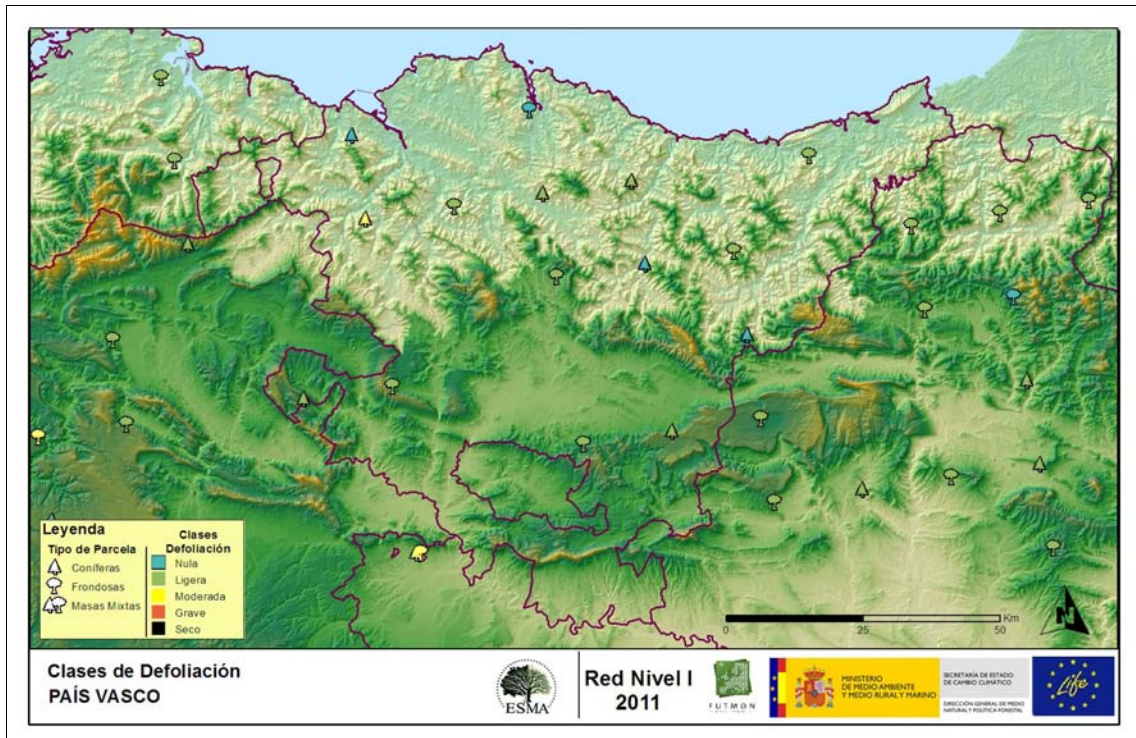 Leyenda
Tipo de Parcela
Coníferas
Frondosas
Masas Mixtas
Clases
Defoliación
Nula
Ligera
Moderada
Grave
Seco
N
0 25 50 Km
Clases de Defoliación
PAÍS VASCO
ESMA
Red Nivel I
2011
FUTMON
MINISTERIO
DE MEDIO AMBIENTE
Y MEDIO RURAL Y MARINO
SECRETARÍA DE ESTADO
DE CAMBIO CLIMÁTICO
DIRECCIÓN GENERAL DE MEDIO
NATURAL Y POLÍTICA FORESTAL
Life